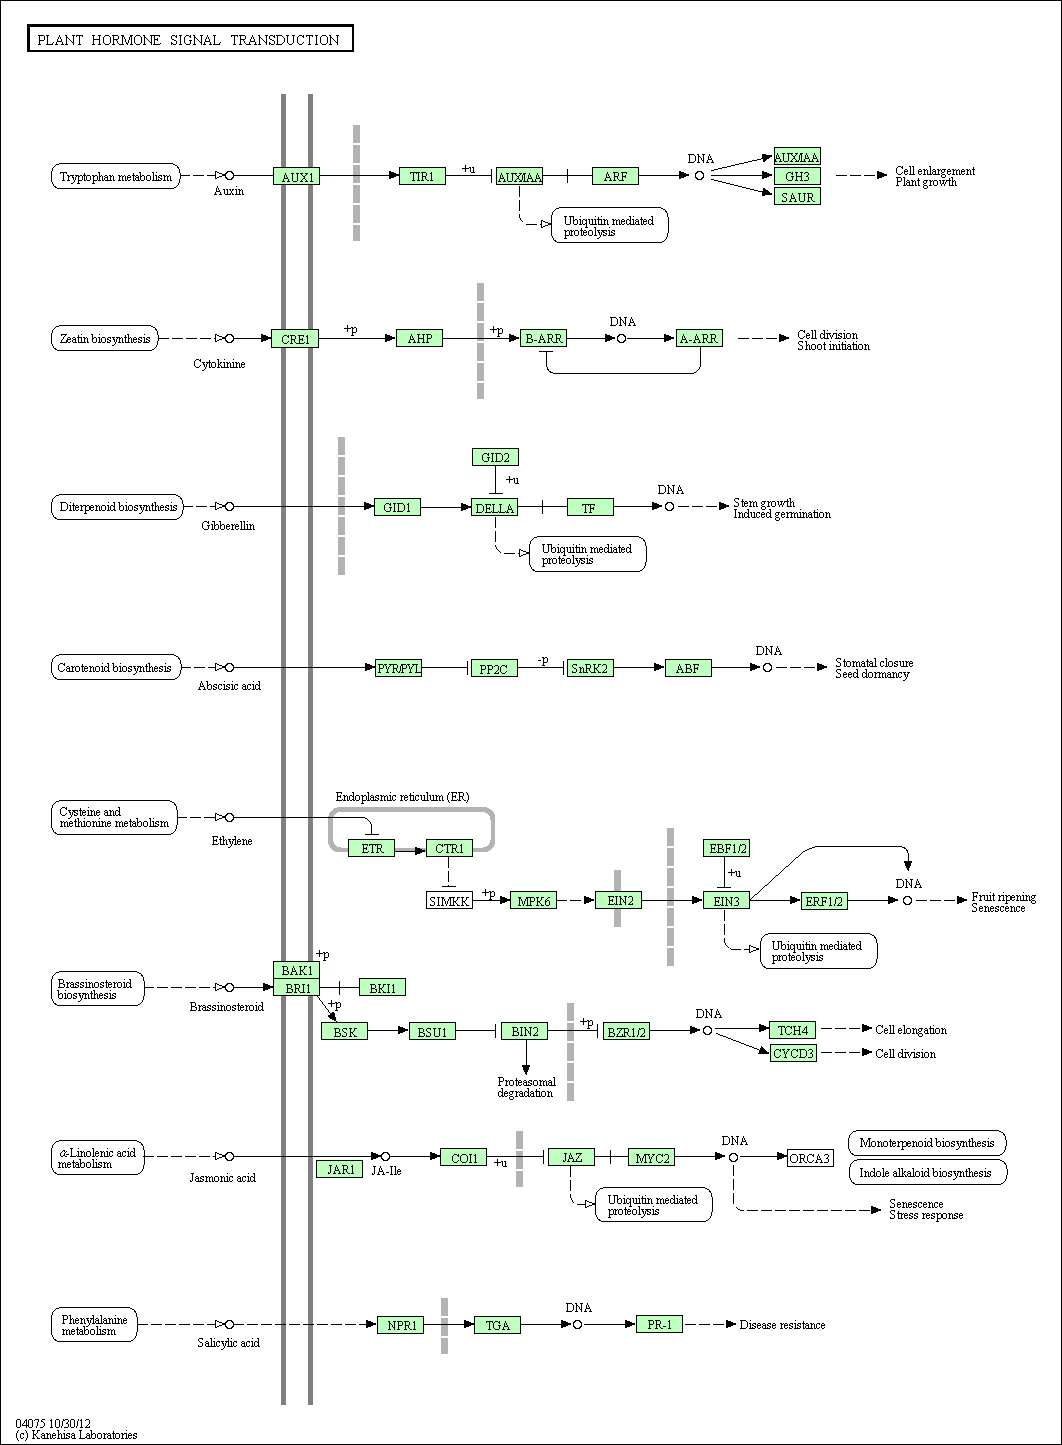 PLANT HORMONE SIGNAL TRANSDUCTION
Tryptophan metabolism
Auxin
AUX1
TIR1
+u
AUX/IAA
ARF
DNA
AUX/IAA
GH3
SAUR
Cell enlargement
Plant growth
Ubiquitin mediated
proteolysis
Zeatin biosynthesis
Cytokinine
CRE1
+p
AHP
+p
B-ARR
DNA
A-ARR
Cell division
Shoot initiation
GID2
+u
Diterpenoid biosynthesis
Gibberellin
GID1
DELLA
TF
DNA
Stem growth
Induced germination
Ubiquitin mediated
proteolysis
Carotenoid biosynthesis
Abscisic acid
PYR/PYL
PP2C
-p
SnRK2
ABF
DNA
Stomatal closure
Seed dormancy
Endoplasmic reticulum (ER)
Cysteine and
methionine metabolism
Ethylene
ETR
CTR1
SIMKK
+p
MPK6
EIN2
EBF1/2
+u
EIN3
ERF1/2
DNA
Fruit ripening
Senescence
Ubiquitin mediated
proteolysis
Brassinosteroid
biosynthesis
Brassinosteroid
BAK1
+p
BRI1
BKI1
+p
BSK
BSU1
BIN2
+p
BZR1/2
DNA
TCH4
Cell elongation
CYCD3
Cell division
Proteasomal
degradation
α-Linolenic acid
metabolism
Jasmonic acid
JAR1
JA-Ile
COI1
+u
JAZ
MYC2
DNA
ORCA3
Monoterpenoid biosynthesis
Indole alkaloid biosynthesis
Ubiquitin mediated
proteolysis
Senescence
Stress response
Phenylalanine
metabolism
Salicylic acid
NPR1
TGA
DNA
PR-1
Disease resistance
04075 10/30/12
(c) Kanehisa Laboratories